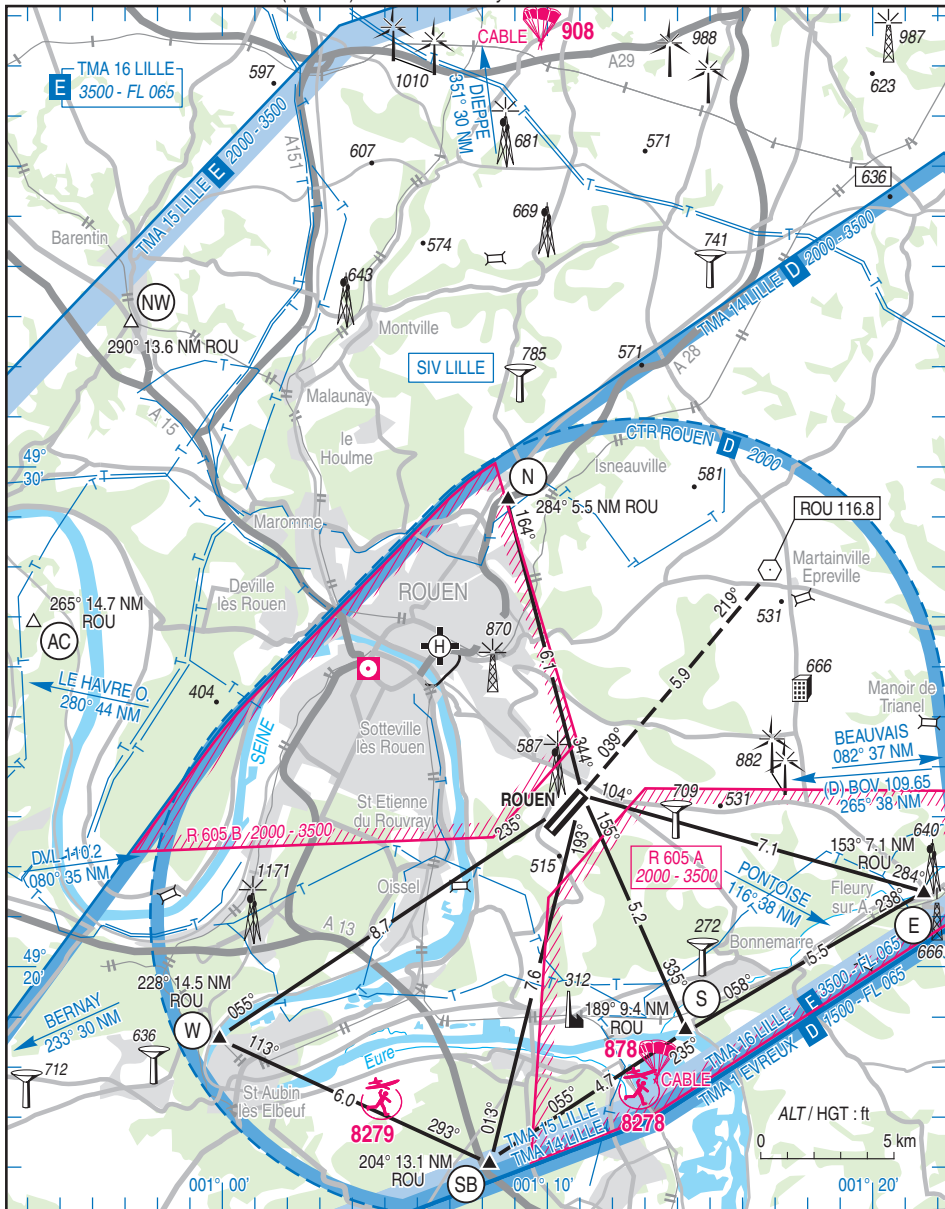 CABLE 908
988
987
E TMA 16 LILLE
3500 - FL 065
597
1010
A29
623
DIEPPE
351° 30 NM
681
571
A151
607
TMA 15 LILLE E 2000 - 3500
636
669
574
741
Barentin
643
TMA 14 LILLE D 2000 - 3500
NW
290° 13.6 NM ROU
Montville
SIV LILLE
785
571
A 28
Malaunay
A 15
le
Houlme
CTR ROUEN D 2000
49°
30'
Isneauville
581
N
284° 5.5 NM ROU
164°
ROU 116.8
Maromme
Martainville
Epreville
Deville
lès Rouen
ROUEN
219°
531
265° 14.7 NM
ROU
AC
H
870
6.1
5.9
666
LE HAVRE O.
280° 44 NM
404
Manoir de
Trianel
SEINE
Sotteville
lès Rouen
587
344°
039°
882
BEAUVAIS
082° 37 NM
(D) BOV 109.65
265° 38 NM
St Etienne
du Rouvray
ROUEN
104°
709
531
R 605 B 2000 - 3500
235°
193°
155°
7.1
640
DVL 110.2
080° 35 NM
515
R 605 A
2000 - 3500
153° 7.1 NM
ROU
1171
Oissel
284°
PONTOISE
116° 38 NM
Fleury
sur A.
238°
A 13
8.7
5.2
272
E
Bonnemarre
666
49°
20'
7.6
335°
5.5
228° 14.5 NM
ROU
312
189° 9.4 NM
ROU
S
058°
BERNAY
233° 30 NM
W
055°
TMA 16 LILLE E 3500 - FL 065
TMA 1 EVREUX D 1500 - FL 065
636
113°
878
235°
712
Eure
CABLE
St Aubin
lès Elbeuf
6.0
055°
4.7
8279
013°
8278
ALT / HGT : ft
293°
TMA 15 LILLE
TMA 14 LILLE
0 5 km
204° 13.1 NM
ROU
SB
001° 00'
001° 10'
001° 20'